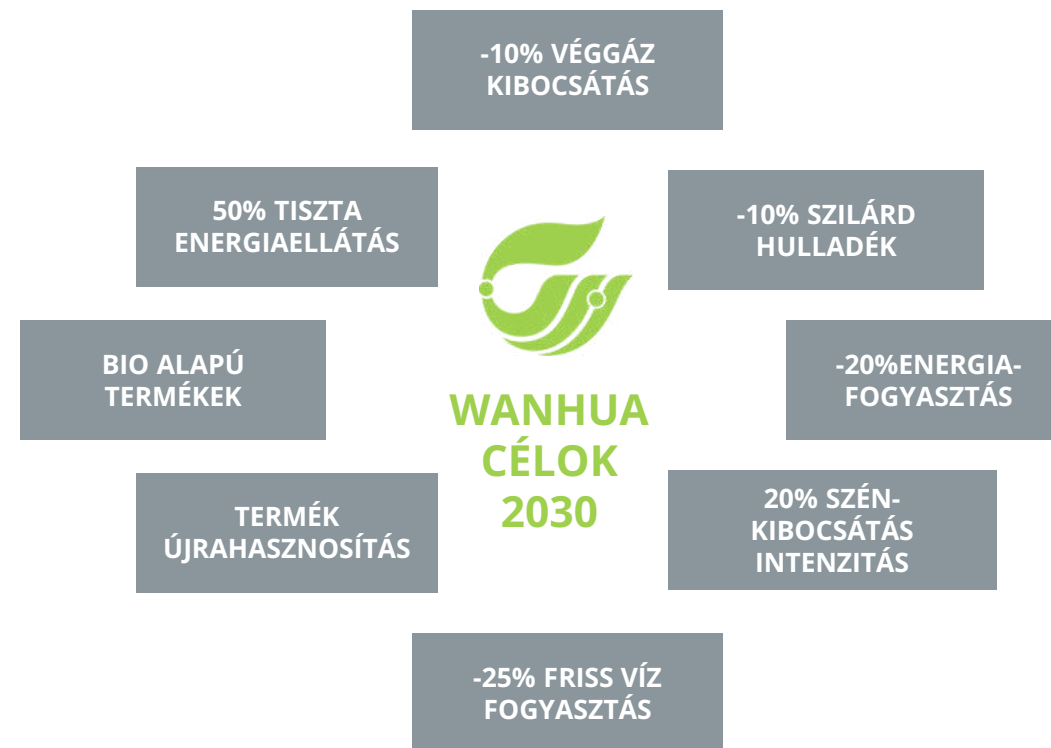 -10% VÉGGÁZ
KIBOCSÁTÁS
50% TISZTA
ENERGIAELLÁTÁS
-10% SZILÁRD
HULLADÉK
BIO ALAPÚ
TERMÉKEK
WANHUA
CÉLOK
2030
-20%ENERGIA-
FOGYASZTÁS
TERMÉK
ÚJRAHASZNOSÍTÁS
20% SZÉN-
KIBOCSÁTÁS
INTENZITÁS
-25% FRISS VÍZ
FOGYASZTÁS